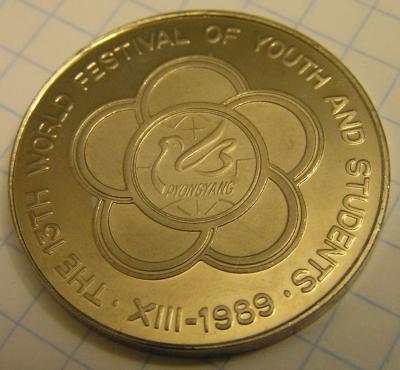 THE 13TH WORLD FESTIVAL OF YOUTH AND STUDENTS
· XIII-1989 ·
PYONGYANG